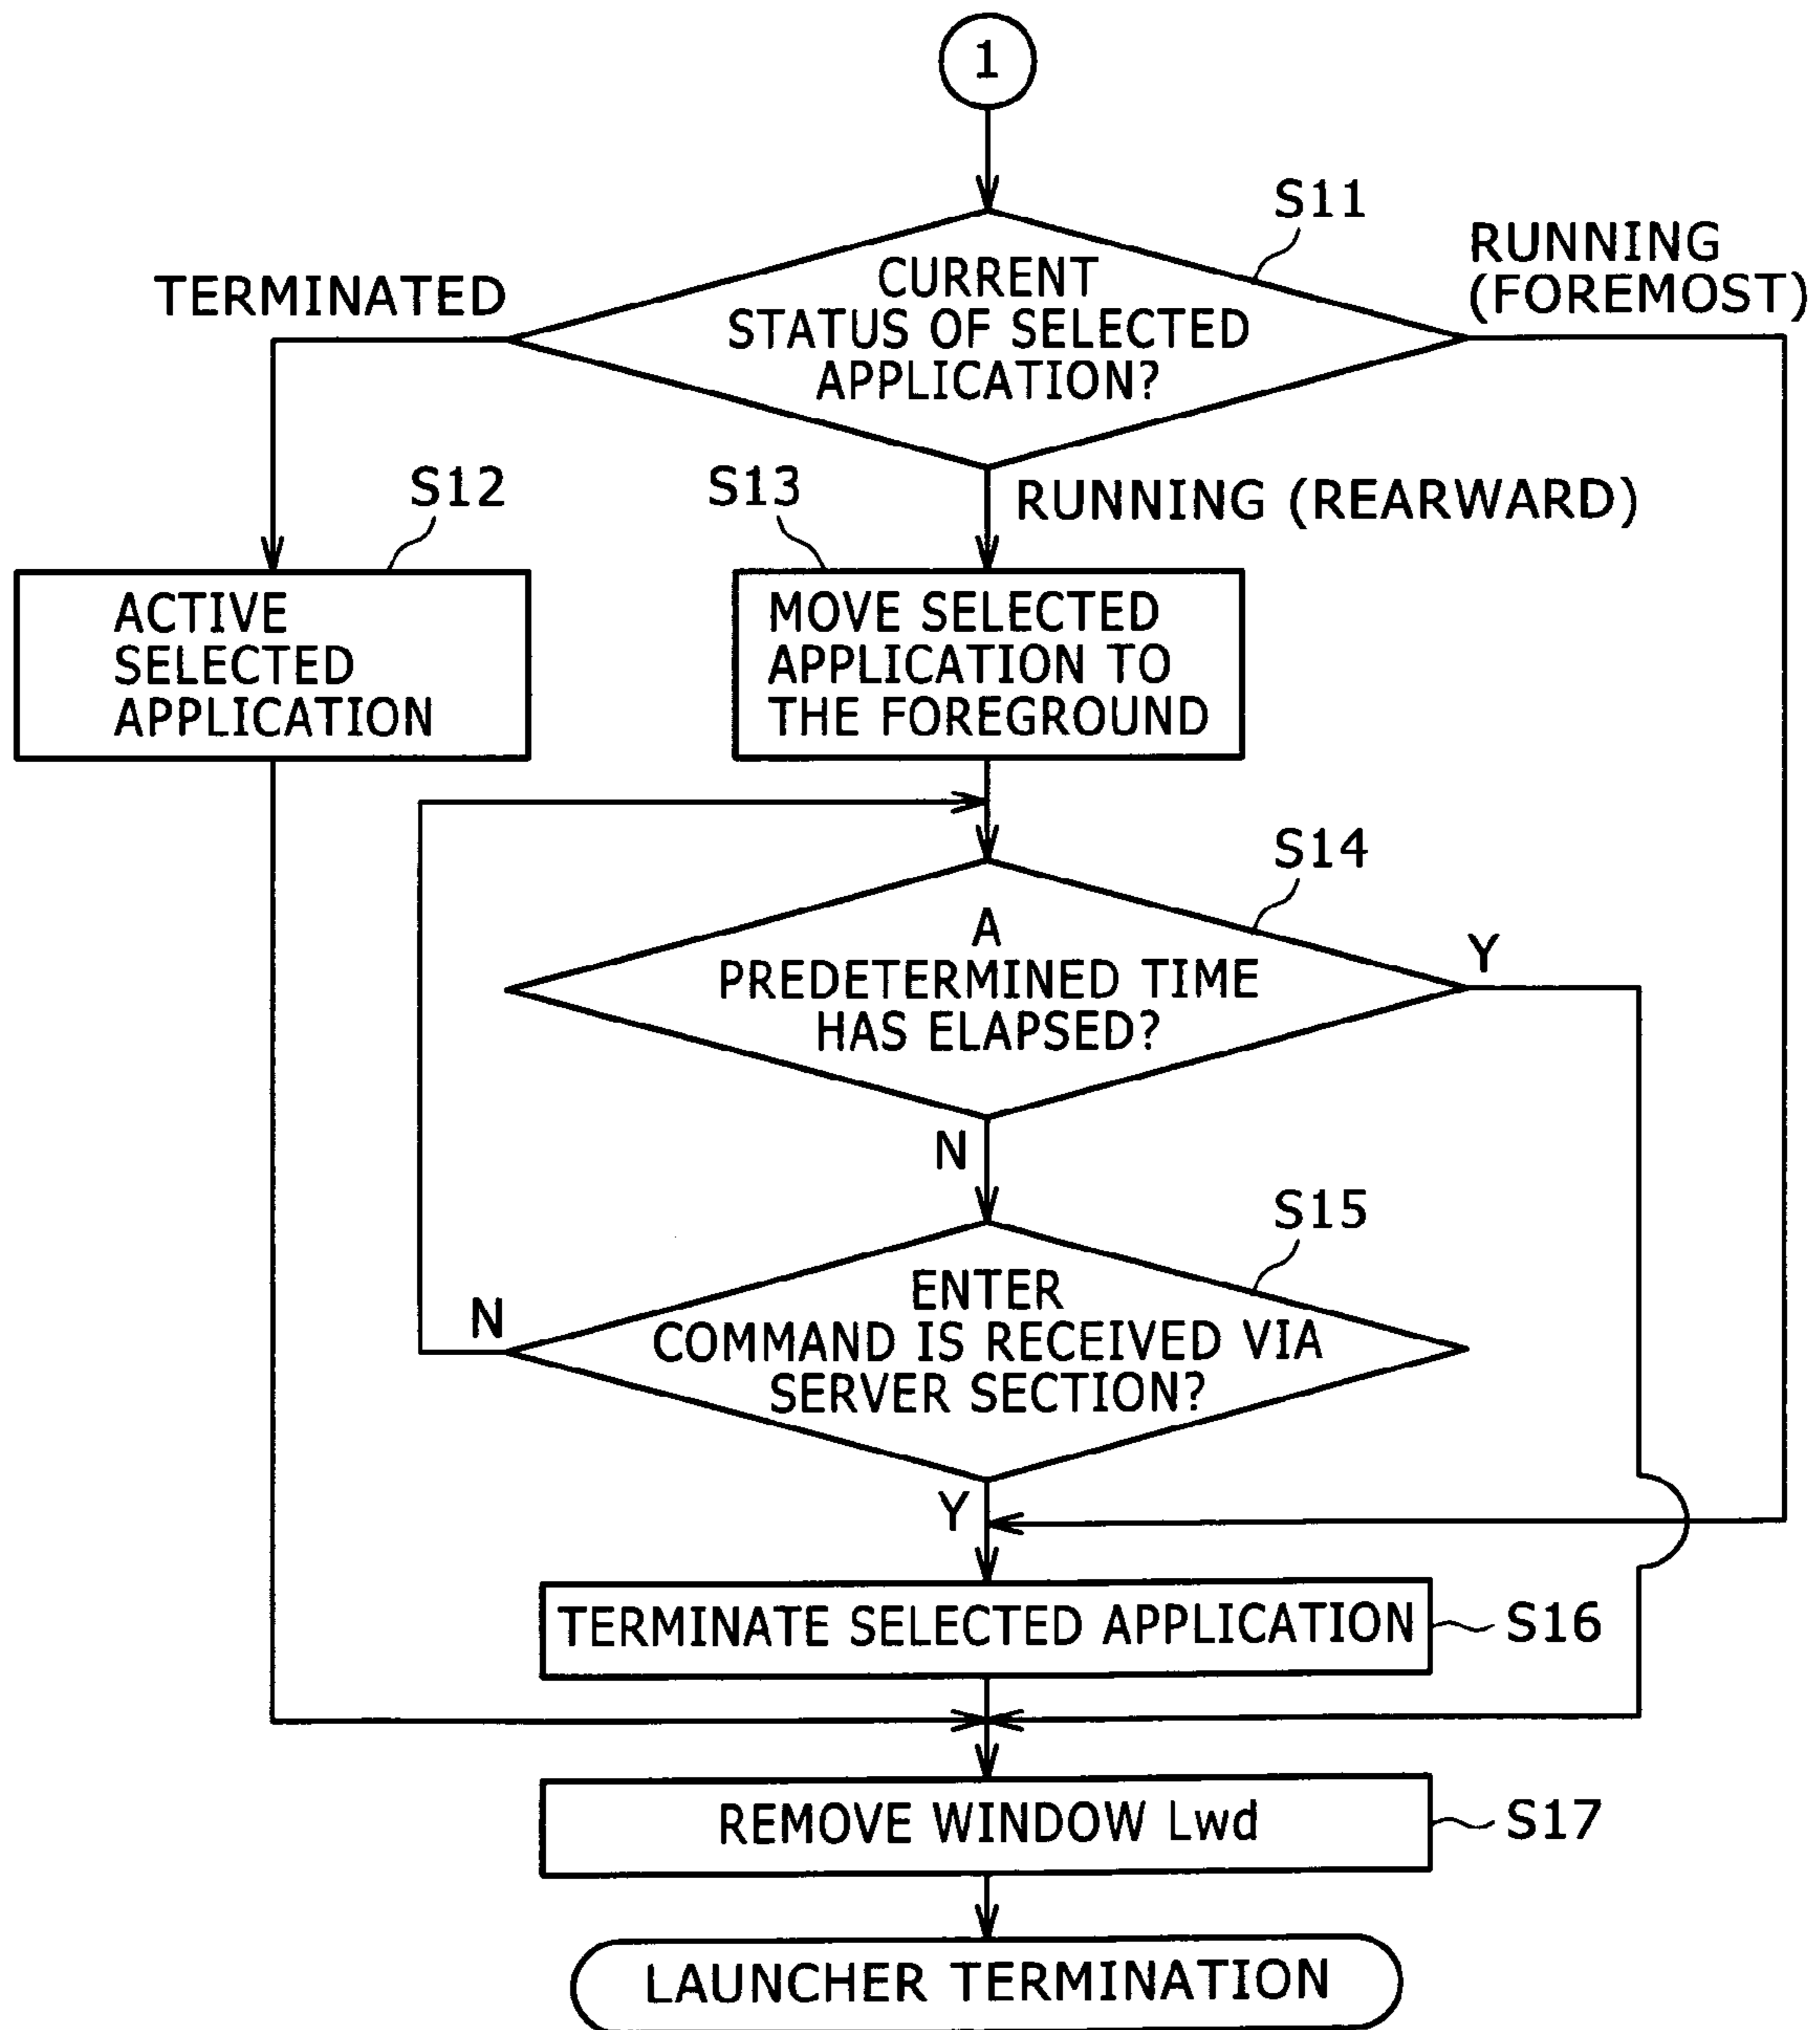 1
S11
TERMINATED
CURRENT
STATUS OF SELECTED
APPLICATION?
RUNNING
(FOREMOST)
S12
S13
RUNNING (REARWARD)
ACTIVE
SELECTED
APPLICATION
MOVE SELECTED
APPLICATION TO
THE FOREGROUND
S14
A
PREDETERMINED TIME
HAS ELAPSED?
Y
N
S15
ENTER
COMMAND IS RECEIVED VIA
SERVER SECTION?
N
Y
TERMINATE SELECTED APPLICATION
S16
REMOVE WINDOW Lwd
S17
LAUNCHER TERMINATION